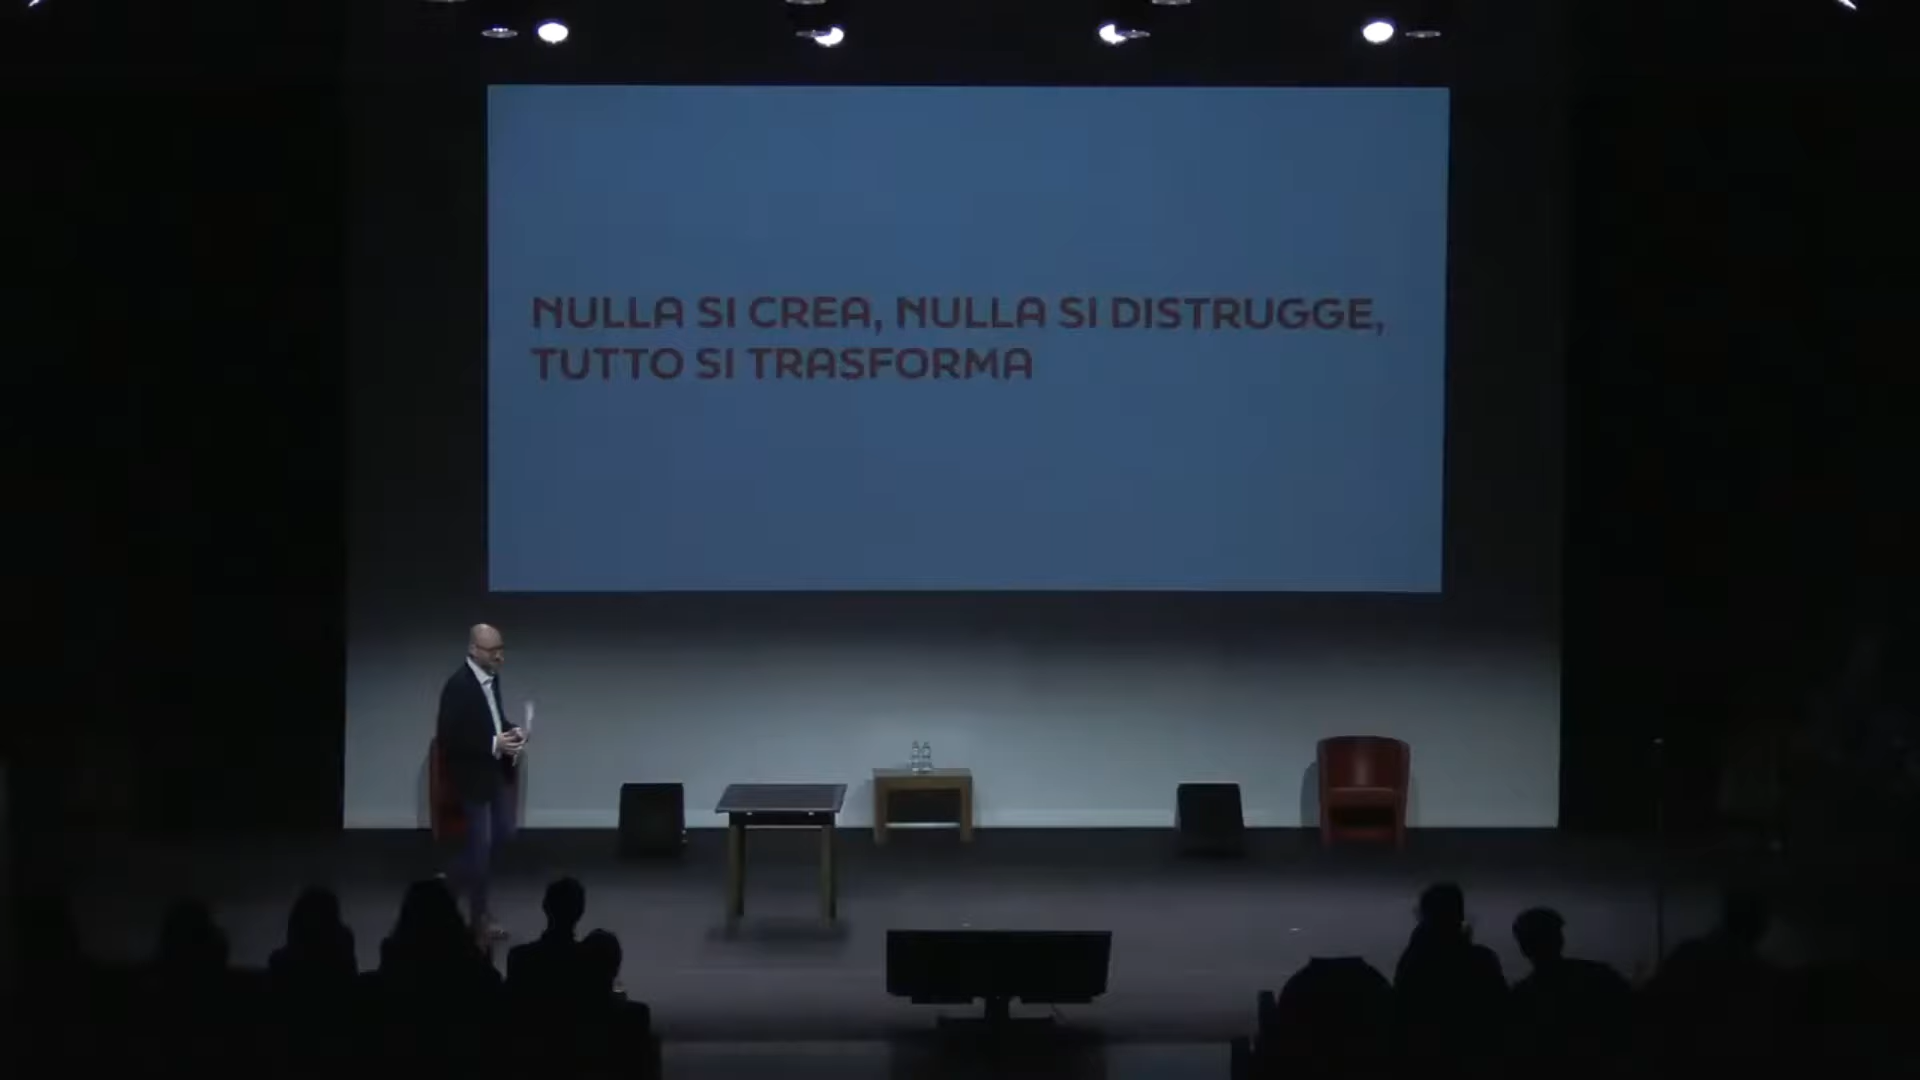 NULLA SI CREA, NULLA SI DISTRUGGE,
TUTTO SI TRASFORMA